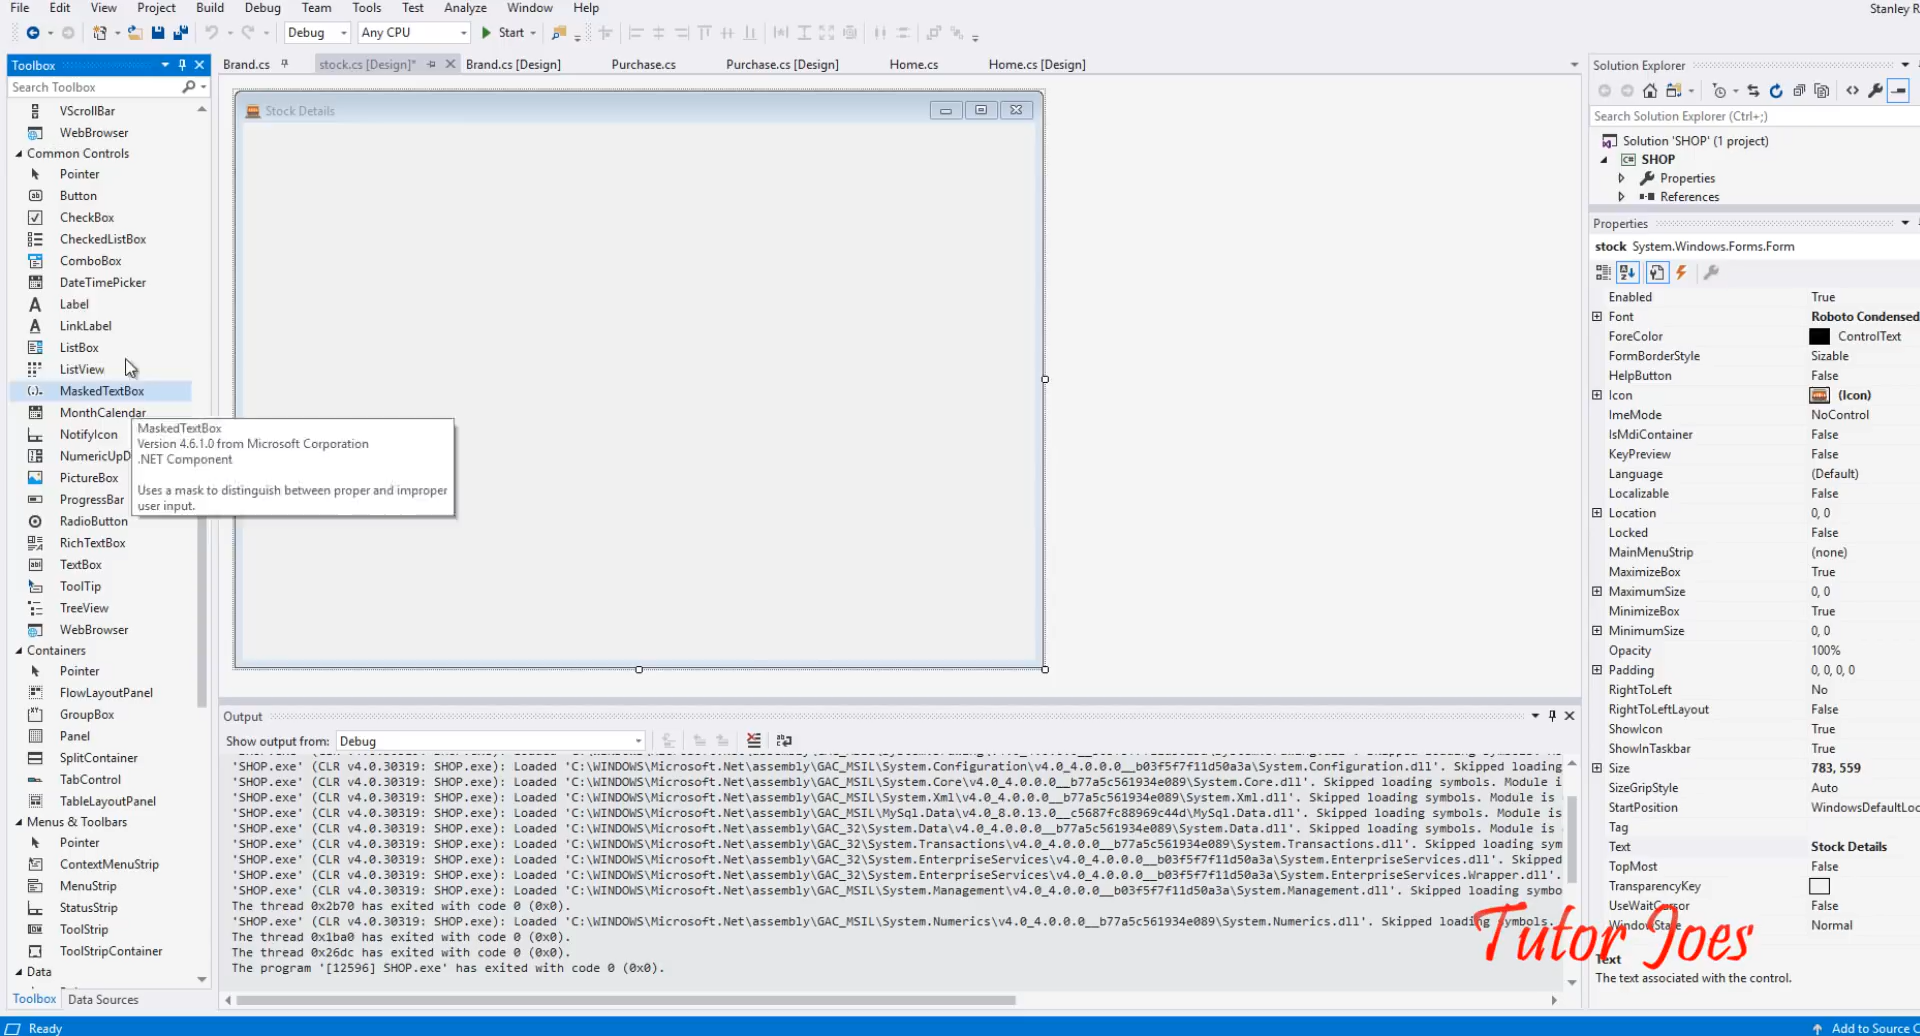 File Edit View Project Build Debug Team Tools Test Analyze Window Help
Stanley R
Debug Any CPU Start
Toolbox
Search Toolbox
VScrollBar
WebBrowser
Common Controls
Pointer
Button
CheckBox
CheckedListBox
ComboBox
DateTimePicker
Label
LinkLabel
ListBox
ListView
MaskedTextBox
MonthCalendar
NotifyIcon
NumericUpD
PictureBox
ProgressBar
RadioButton
RichTextBox
TextBox
ToolTip
TreeView
WebBrowser
Containers
Pointer
FlowLayoutPanel
GroupBox
Panel
SplitContainer
TabControl
TableLayoutPanel
Menus & Toolbars
Pointer
ContextMenuStrip
MenuStrip
StatusStrip
ToolStrip
ToolStripContainer
Data
Toolbox Data Sources
MaskedTextBox
Version 4.6.1.0 from Microsoft Corporation
.NET Component
Uses a mask to distinguish between proper and improper
user input.
Brand.cs stock.cs [Design]* Brand.cs [Design] Purchase.cs Purchase.cs [Design] Home.cs Home.cs [Design]
Stock Details
Output
Show output from: Debug
'SHOP.exe' (CLR v4.0.30319: SHOP.exe): Loaded 'C:\WINDOWS\Microsoft.Net\assembly\GAC_MSIL\System.Configuration\v4.0_4.0.0.0__b03f5f7f11d50a3a\System.Configuration.dll'. Skipped loading
'SHOP.exe' (CLR v4.0.30319: SHOP.exe): Loaded 'C:\WINDOWS\Microsoft.Net\assembly\GAC_MSIL\System.Core\v4.0_4.0.0.0__b77a5c561934e089\System.Core.dll'. Skipped loading symbols. Module i
'SHOP.exe' (CLR v4.0.30319: SHOP.exe): Loaded 'C:\WINDOWS\Microsoft.Net\assembly\GAC_MSIL\System.Xml\v4.0_4.0.0.0__b77a5c561934e089\System.Xml.dll'. Skipped loading symbols. Module is
'SHOP.exe' (CLR v4.0.30319: SHOP.exe): Loaded 'C:\WINDOWS\Microsoft.Net\assembly\GAC_MSIL\MySql.Data\v4.0_8.0.13.0__c5687fc88969c44d\MySql.Data.dll'. Skipped loading symbols. Module is
'SHOP.exe' (CLR v4.0.30319: SHOP.exe): Loaded 'C:\WINDOWS\Microsoft.Net\assembly\GAC_32\System.Data\v4.0_4.0.0.0__b77a5c561934e089\System.Data.dll'. Skipped loading symbols. Module is
'SHOP.exe' (CLR v4.0.30319: SHOP.exe): Loaded 'C:\WINDOWS\Microsoft.Net\assembly\GAC_32\System.Transactions\v4.0_4.0.0.0__b77a5c561934e089\System.Transactions.dll'. Skipped loading sym
'SHOP.exe' (CLR v4.0.30319: SHOP.exe): Loaded 'C:\WINDOWS\Microsoft.Net\assembly\GAC_32\System.EnterpriseServices\v4.0_4.0.0.0__b03f5f7f11d50a3a\System.EnterpriseServices.dll'. Skipped
'SHOP.exe' (CLR v4.0.30319: SHOP.exe): Loaded 'C:\WINDOWS\Microsoft.Net\assembly\GAC_32\System.EnterpriseServices\v4.0_4.0.0.0__b03f5f7f11d50a3a\System.EnterpriseServices.Wrapper.dll'.
'SHOP.exe' (CLR v4.0.30319: SHOP.exe): Loaded 'C:\WINDOWS\Microsoft.Net\assembly\GAC_MSIL\System.Management\v4.0_4.0.0.0__b03f5f7f11d50a3a\System.Management.dll'. Skipped loading symbo
The thread 0x2b70 has exited with code 0 (0x0).
'SHOP.exe' (CLR v4.0.30319: SHOP.exe): Loaded 'C:\WINDOWS\Microsoft.Net\assembly\GAC_MSIL\System.Numerics\v4.0_4.0.0.0__b77a5c561934e089\System.Numerics.dll'. Skipped loading symbols.
The thread 0x1ba0 has exited with code 0 (0x0).
The thread 0x26dc has exited with code 0 (0x0).
The program '[12596] SHOP.exe' has exited with code 0 (0x0).
Solution Explorer
Search Solution Explorer (Ctrl+;)
Solution 'SHOP' (1 project)
C# SHOP
Properties
References
Properties
stock System.Windows.Forms.Form
Enabled True
Font Roboto Condensed
ForeColor ControlText
FormBorderStyle Sizable
HelpButton False
Icon (Icon)
ImeMode NoControl
IsMdiContainer False
KeyPreview False
Language (Default)
Localizable False
Location 0, 0
Locked False
MainMenuStrip (none)
MaximizeBox True
MaximumSize 0, 0
MinimizeBox True
MinimumSize 0, 0
Opacity 100%
Padding 0, 0, 0, 0
RightToLeft No
RightToLeftLayout False
ShowIcon True
ShowInTaskbar True
Size 783, 559
SizeGripStyle Auto
StartPosition WindowsDefaultLoc
Tag
Text Stock Details
TopMost False
TransparencyKey
UseWaitCursor False
WindowState Normal
Tutor Joes
Text
The text associated with the control.
Ready
Add to Source C